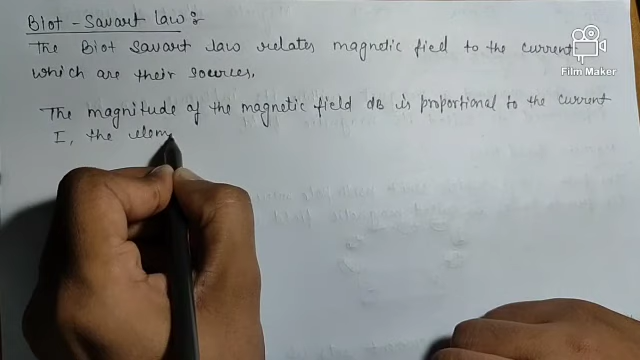 Biot - Savart law :-
The Biot Savart law relates magnetic field to the current
which are their sources.
The magnitude of the magnetic field dB is proportional to the current
I, the elem
Film Maker